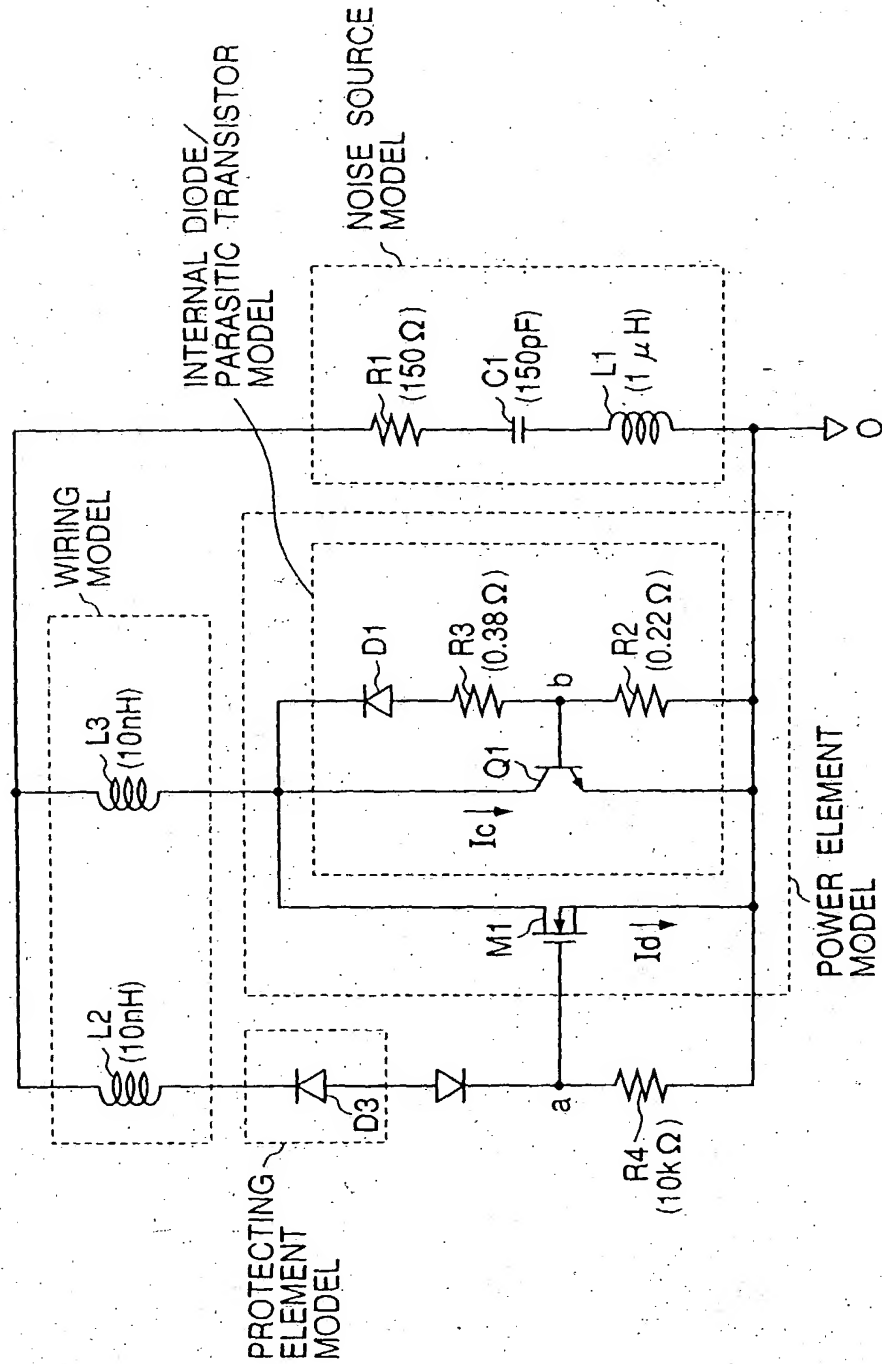 INTERNAL DIODE/
PARASITIC TRANSISTOR
MODEL
WIRING
MODEL
NOISE SOURCE
MODEL
L2
(10nH)
L3
(10nH)
R1
(150Ω)
C1
(150pF)
L1
(1μH)
PROTECTING
ELEMENT
MODEL
D3
D1
R3
(0.38Ω)
b
R2
(0.22Ω)
Q1
Ic
M1
Id
a
R4
(10kΩ)
POWER ELEMENT
MODEL
O